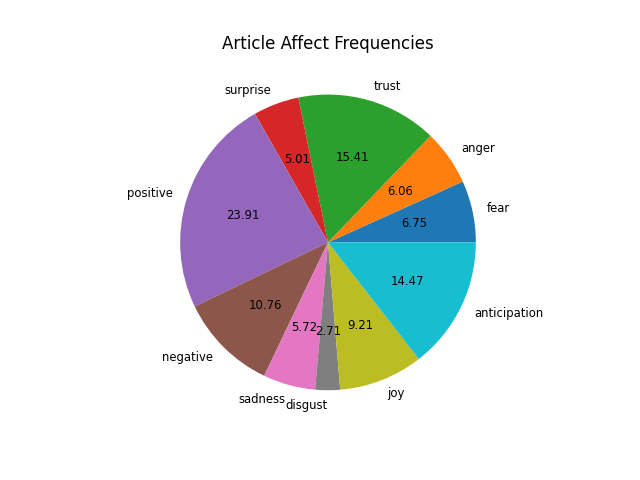 Article Affect Frequencies
surprise
trust
anger
fear
positive
5.01
15.41
6.06
6.75
23.91
14.47
10.76
5.72
2.71
9.21
anticipation
negative
sadness
disgust
joy